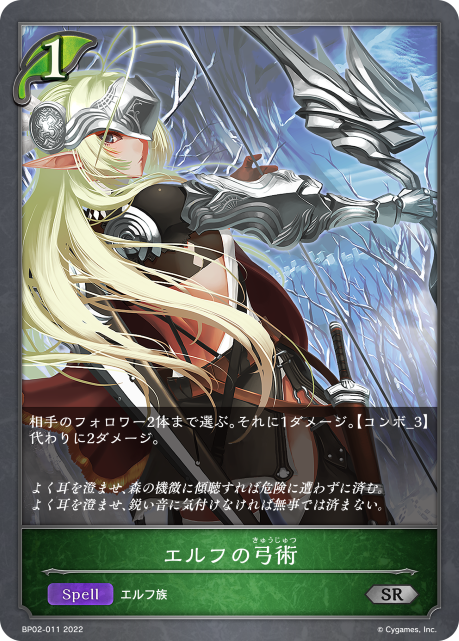 1
相手のフォロワー2体まで選ぶ。それに1ダメージ。【コンボ_3】
代わりに2ダメージ。
よく耳を澄ませ、森の機微に傾聴すれば危険に遭わずに済む。
よく耳を澄ませ、鋭い音に気付けなければ無事では済まない。
きゅうじゅつ
エルフの弓術
Spell エルフ族 SR
BP02-011 2022 © Cygames, Inc.